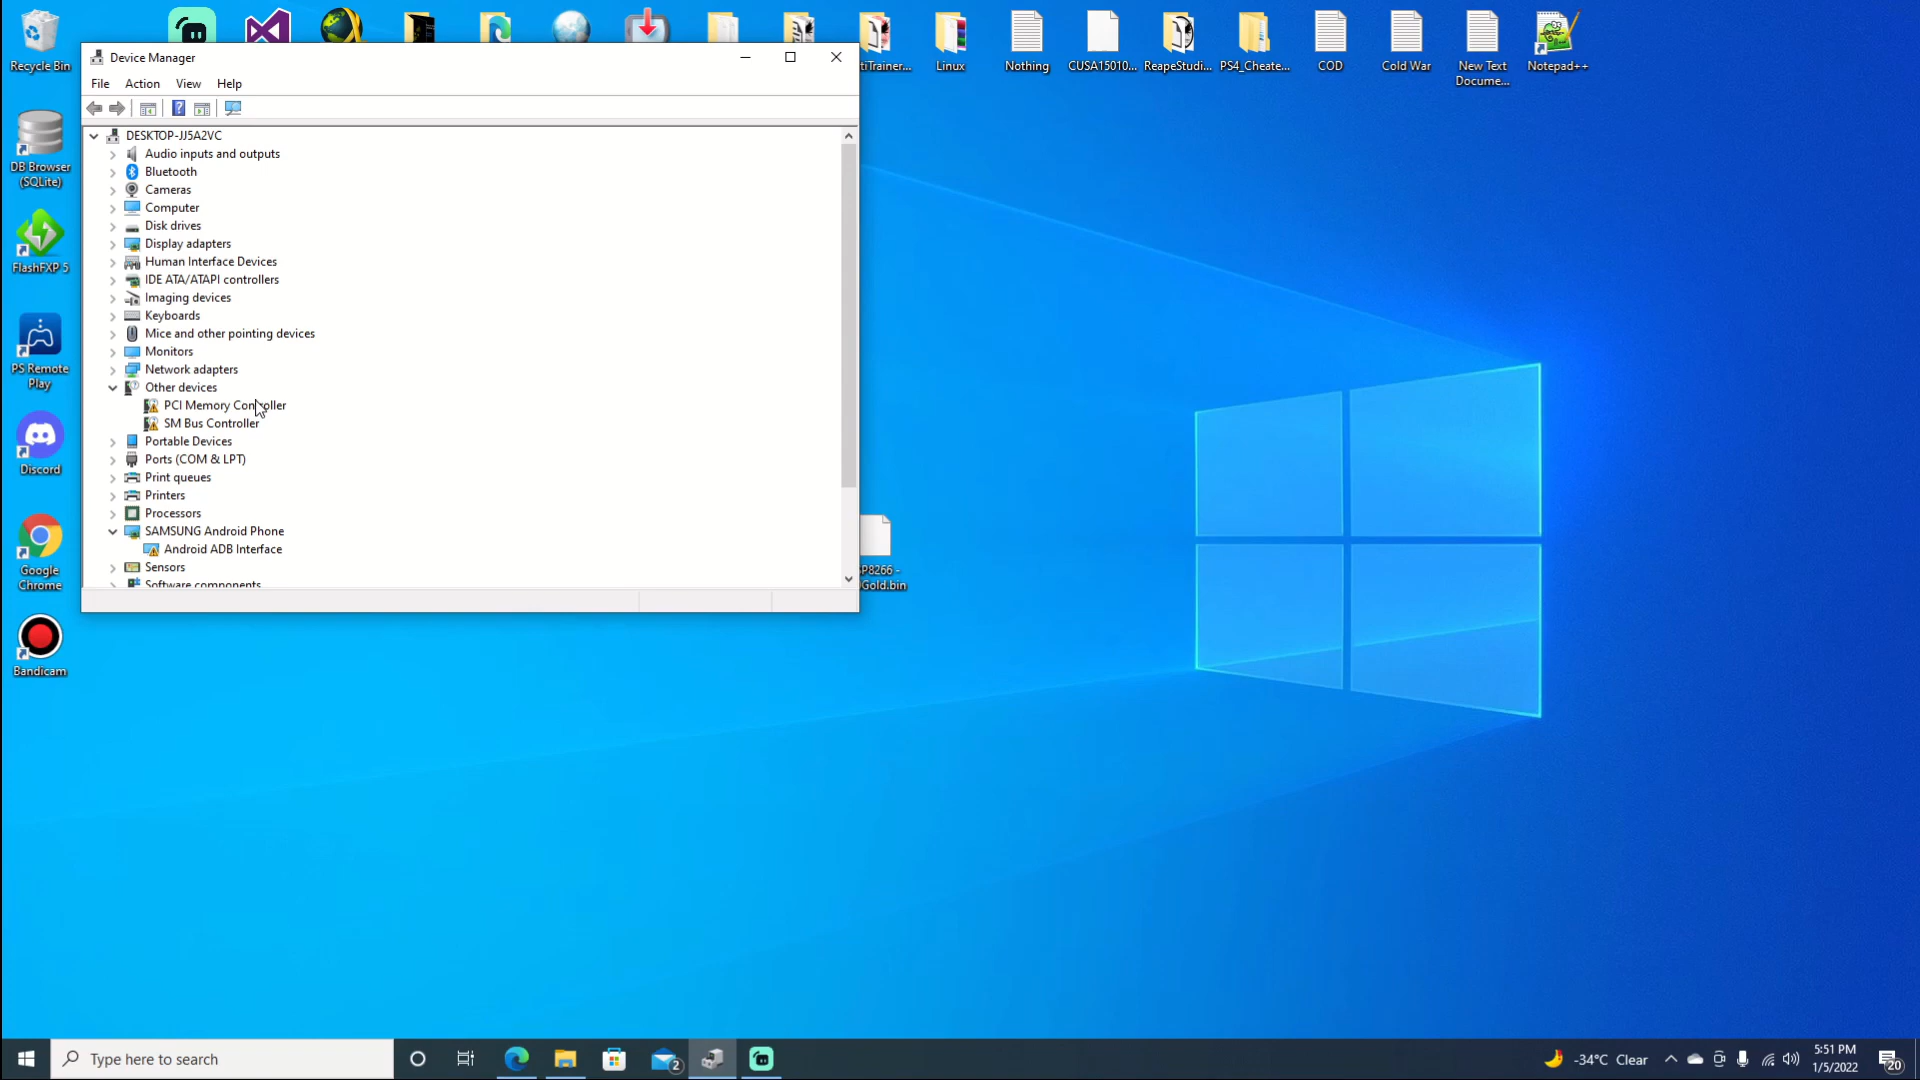 Recycle Bin
Linux
Nothing
CUSA15010...
ReapeStudi...
PS4_Cheate...
COD
Cold War
New Text
Docume...
Notepad++
tiTrainer...
Device Manager
File Action View Help
DESKTOP-JJ5A2VC
Audio inputs and outputs
Bluetooth
Cameras
Computer
Disk drives
Display adapters
Human Interface Devices
IDE ATA/ATAPI controllers
Imaging devices
Keyboards
Mice and other pointing devices
Monitors
Network adapters
Other devices
PCI Memory Controller
SM Bus Controller
Portable Devices
Ports (COM & LPT)
Print queues
Printers
Processors
SAMSUNG Android Phone
Android ADB Interface
Sensors
Software components
DB Browser
(SQLite)
FlashFXP 5
PS Remote
Play
Discord
Google
Chrome
Bandicam
P8266 -
Gold.bin
Type here to search
2
-34°C Clear
5:51 PM
1/5/2022
20